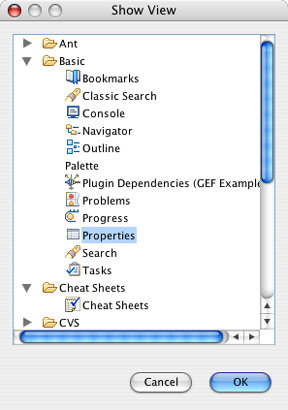 Show View
Ant
Basic
Bookmarks
Classic Search
Console
Navigator
Outline
Palette
Plugin Dependencies (GEF Example
Problems
Progress
Properties
Search
Tasks
Cheat Sheets
Cheat Sheets
CVS
Cancel
OK